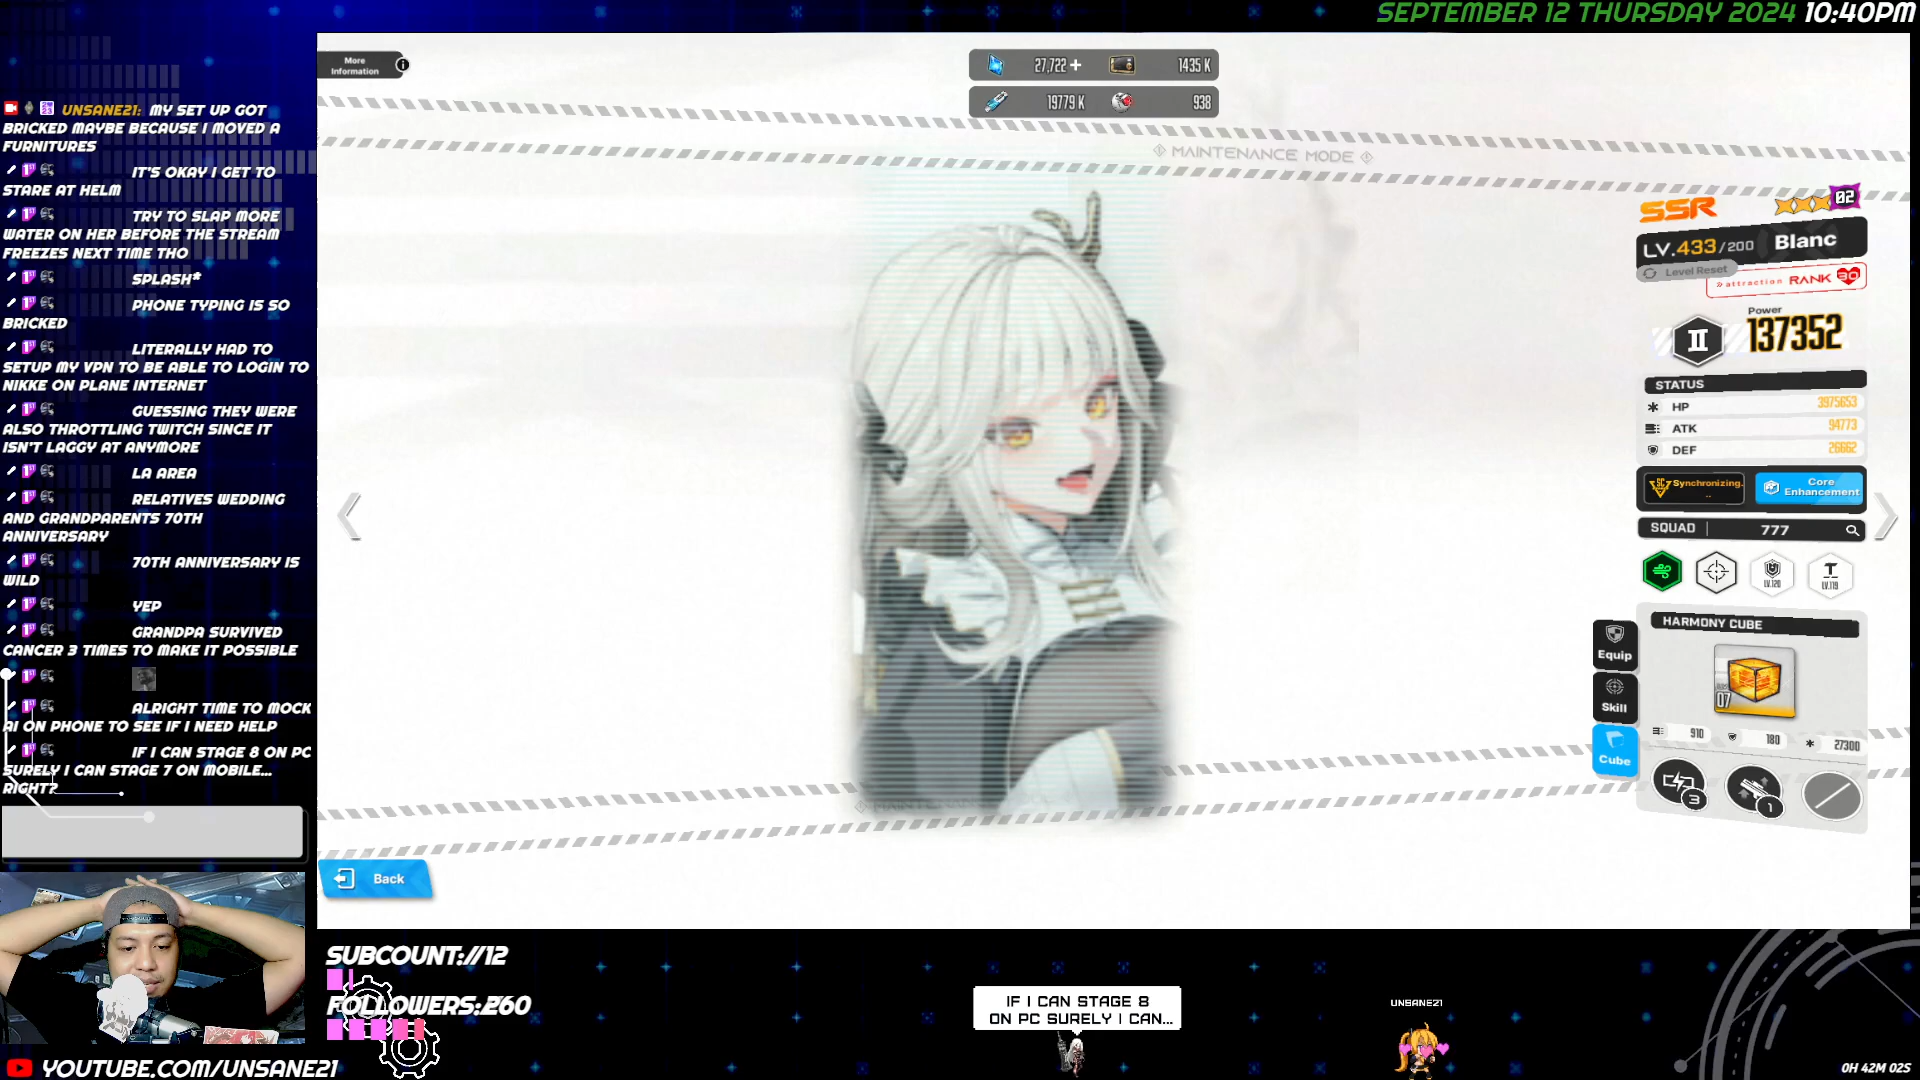 SEPTEMBER 12 THURSDAY 2024 10:40PM
More
Information
27,722 +
1435 K
19779 K
938
MAINTENANCE MODE
UNSANE21: MY SET UP GOT
BRICKED MAYBE BECAUSE I MOVED A
FURNITURES
IT'S OKAY I GET TO
STARE AT HELM
TRY TO SLAP MORE
WATER ON HER BEFORE THE STREAM
FREEZES NEXT TIME THO
SPLASH*
PHONE TYPING IS SO
BRICKED
LITERALLY HAD TO
SETUP MY VPN TO BE ABLE TO LOGIN TO
NIKKE ON PLANE INTERNET
GUESSING THEY WERE
ALSO THROTTLING TWITCH SINCE IT
ISN'T LAGGY AT ANYMORE
LA AREA
RELATIVES WEDDING
AND GRANDPARENTS 70TH
ANNIVERSARY
70TH ANNIVERSARY IS
WILD
YEP
GRANDPA SURVIVED
CANCER 3 TIMES TO MAKE IT POSSIBLE
ALRIGHT TIME TO MOCK
AI ON PHONE TO SEE IF I NEED HELP
IF I CAN STAGE 8 ON PC
SURELY I CAN STAGE 7 ON MOBILE...
RIGHT?
SSR
02
LV.433/200 Blanc
Level Reset
attraction RANK 30
Power
II 137352
STATUS
HP 3975653
ATK 94773
DEF 26662
Synchronizing.
..
Core
Enhancement
SQUAD 777
LV.120
LV.119
HARMONY CUBE
Equip
07
Skill
910
180
27300
Cube
3
1
MAINTENAN
Back
SUBCOUNT://12
FOLLOWERS:260
IF I CAN STAGE 8
ON PC SURELY I CAN...
UNSANE21
YOUTUBE.COM/UNSANE21
0H 42M 02S